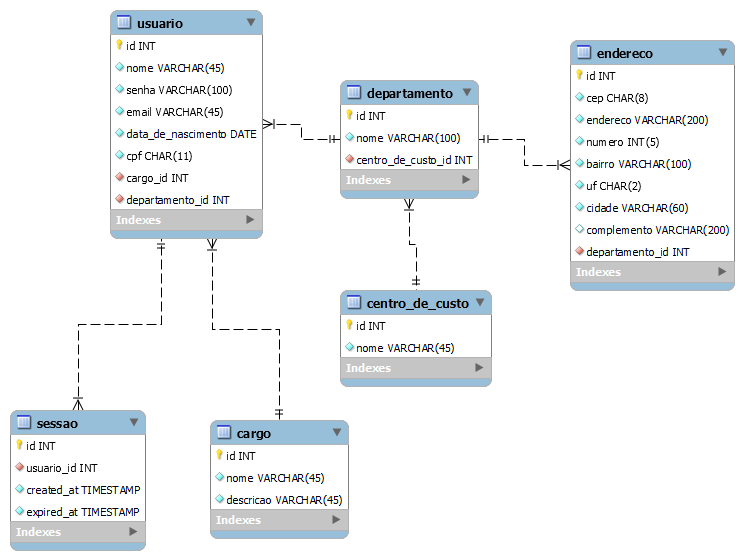 usuario
id INT
nome VARCHAR(45)
senha VARCHAR(100)
email VARCHAR(45)
data_de_nascimento DATE
cpf CHAR(11)
cargo_id INT
departamento_id INT
Indexes
departamento
id INT
nome VARCHAR(100)
centro_de_custo_id INT
Indexes
endereco
id INT
cep CHAR(8)
endereco VARCHAR(200)
numero INT(5)
bairro VARCHAR(100)
uf CHAR(2)
cidade VARCHAR(60)
complemento VARCHAR(200)
departamento_id INT
Indexes
centro_de_custo
id INT
nome VARCHAR(45)
Indexes
sessao
id INT
usuario_id INT
created_at TIMESTAMP
expired_at TIMESTAMP
Indexes
cargo
id INT
nome VARCHAR(45)
descricao VARCHAR(45)
Indexes